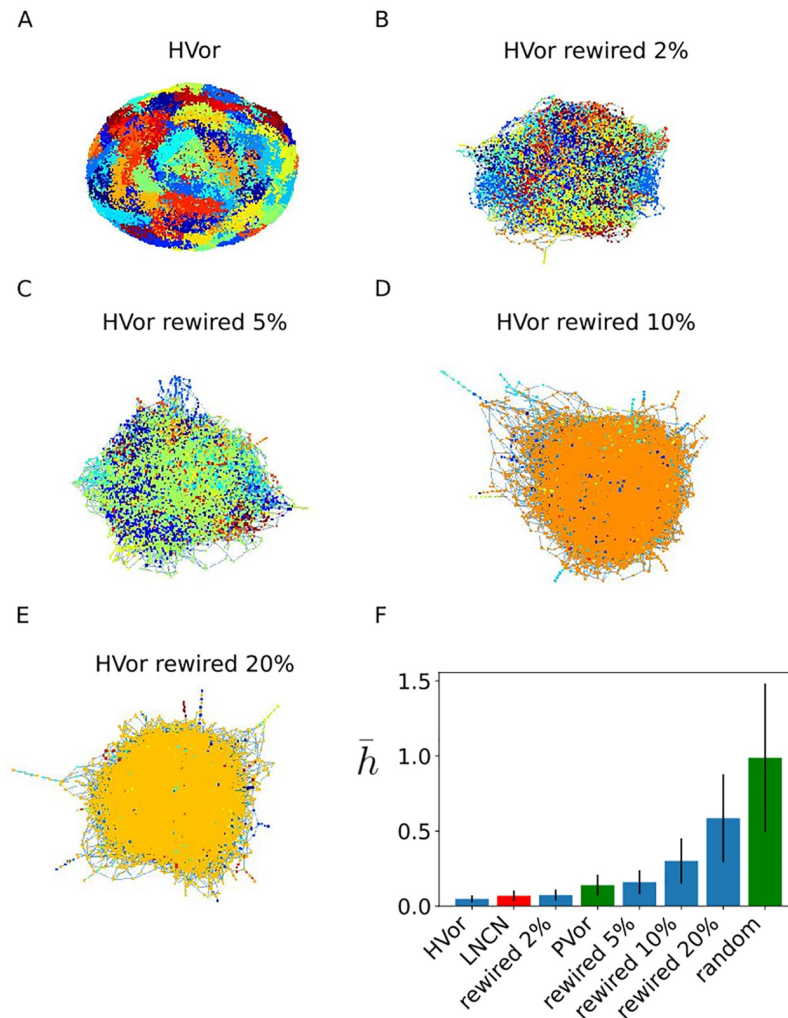 A
HVor
B
HVor rewired 2%
C
HVor rewired 5%
D
HVor rewired 10%
E
HVor rewired 20%
F
h̄
1.5
1.0
0.5
0.0
HVor
LNCN
rewired 2%
PVor
rewired 5%
rewired 10%
rewired 20%
random